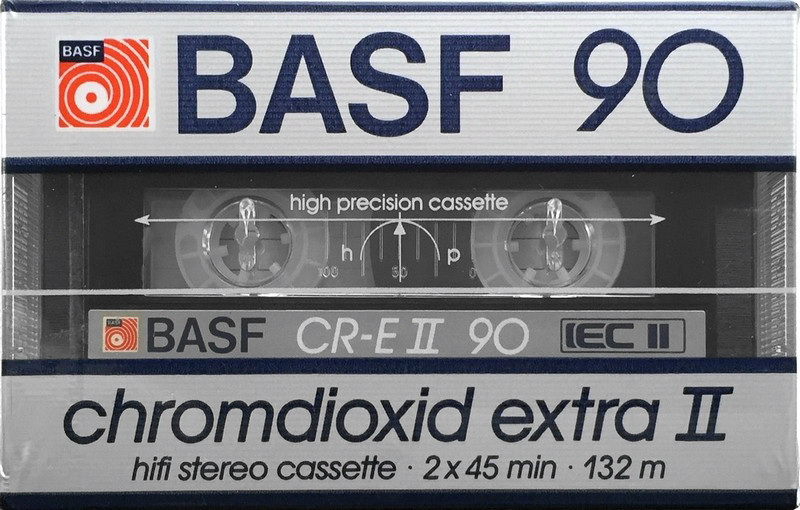 BASF
BASF 90
high precision cassette
h p
100 50 0
BASF CR-E II 90 IEC II
chromdioxid extra II
hifi stereo cassette · 2 x 45 min · 132 m